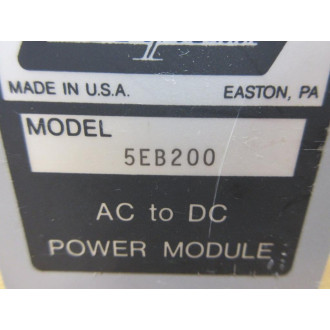 MADE IN U.S.A. EASTON, PA
MODEL
5EB200
AC to DC
POWER MODULE